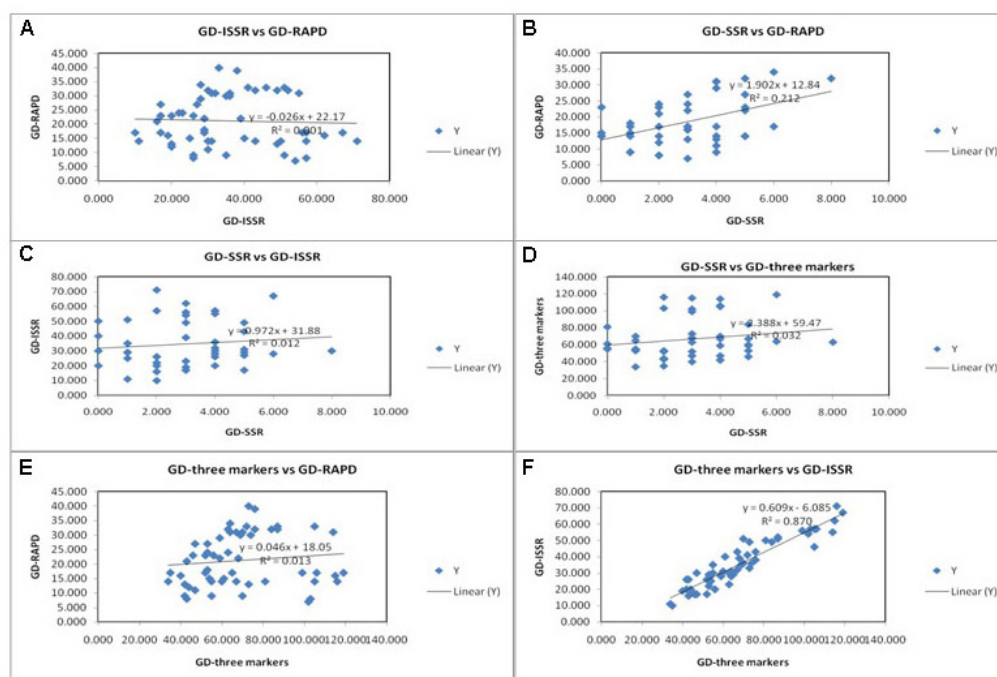 A
GD-ISSR vs GD-RAPD
45.000
40.000
35.000
30.000
25.000
20.000
15.000
10.000
5.000
0.000
GD-RAPD
y = -0.026x + 22.17
R² = 0.001
0.000 20.000 40.000 60.000 80.000
GD-ISSR
Y
Linear (Y)
B
GD-SSR vs GD-RAPD
40.000
35.000
30.000
25.000
20.000
15.000
10.000
5.000
0.000
GD-RAPD
y = 1.902x + 12.84
R² = 0.212
0.000 2.000 4.000 6.000 8.000 10.000
GD-SSR
Y
Linear (Y)
C
GD-SSR vs GD-ISSR
80.000
70.000
60.000
50.000
40.000
30.000
20.000
10.000
0.000
GD-ISSR
y = 0.972x + 31.88
R² = 0.012
0.000 2.000 4.000 6.000 8.000 10.000
GD-SSR
Y
Linear (Y)
D
GD-SSR vs GD-three markers
140.000
120.000
100.000
80.000
60.000
40.000
20.000
0.000
GD-three markers
y = 2.388x + 59.47
R² = 0.032
0.000 2.000 4.000 6.000 8.000 10.000
GD-SSR
Y
Linear (Y)
E
GD-three markers vs GD-RAPD
45.000
40.000
35.000
30.000
25.000
20.000
15.000
10.000
5.000
0.000
GD-RAPD
y = 0.046x + 18.05
R² = 0.013
0.000 20.000 40.000 60.000 80.000 100.000 120.000 140.000
GD-three markers
Y
Linear (Y)
F
GD-three markers vs GD-ISSR
80.000
70.000
60.000
50.000
40.000
30.000
20.000
10.000
0.000
GD-ISSR
y = 0.609x - 6.085
R² = 0.870
0.000 20.000 40.000 60.000 80.000 100.000 120.000 140.000
GD-three markers
Y
Linear (Y)